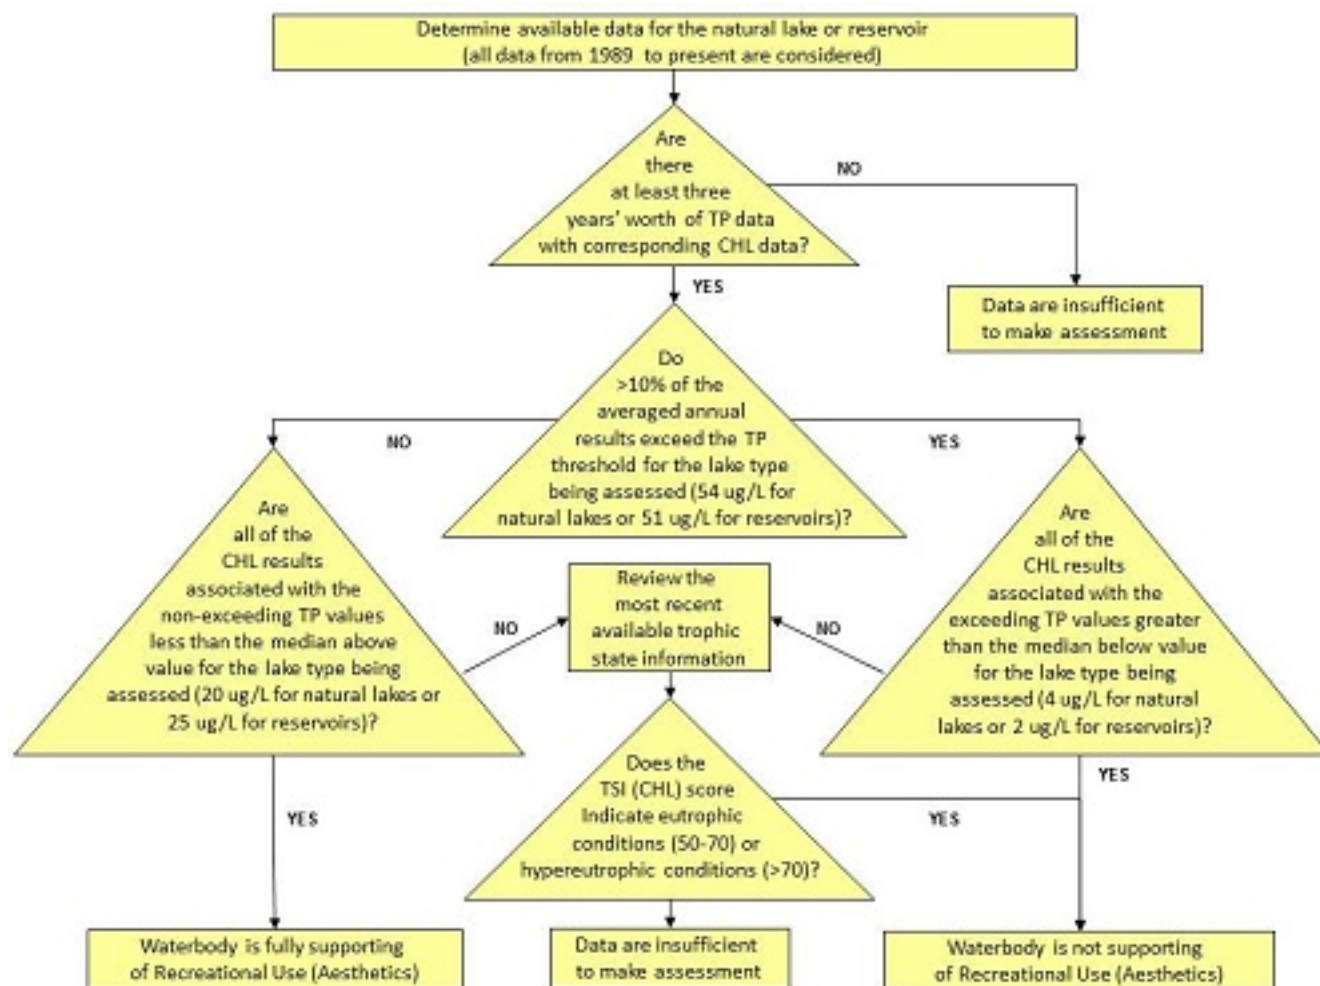 Determine available data for the natural lake or reservoir
(all data from 1989 to present are considered)
Are
there
at least three
years' worth of TP data
with corresponding CHL data?
NO
YES
Data are insufficient
to make assessment
Do
>10% of the
averaged annual
results exceed the TP
threshold for the lake type
being assessed (54 ug/L for
natural lakes or 51 ug/L for reservoirs)?
NO
YES
Are
all of the
CHL results
associated with the
non-exceeding TP values
less than the median above
value for the lake type being
assessed (20 ug/L for natural lakes or
25 ug/L for reservoirs)?
NO
Review the
most recent
available trophic
state information
NO
Are
all of the
CHL results
associated with the
exceeding TP values greater
than the median below value
for the lake type being
assessed (4 ug/L for natural
lakes or 2 ug/L for reservoirs)?
YES
Does the
TSI (CHL) score
Indicate eutrophic
conditions (50-70) or
hypereutrophic conditions (>70)?
YES
YES
Waterbody is fully supporting
of Recreational Use (Aesthetics)
Data are insufficient
to make assessment
Waterbody is not supporting
of Recreational Use (Aesthetics)